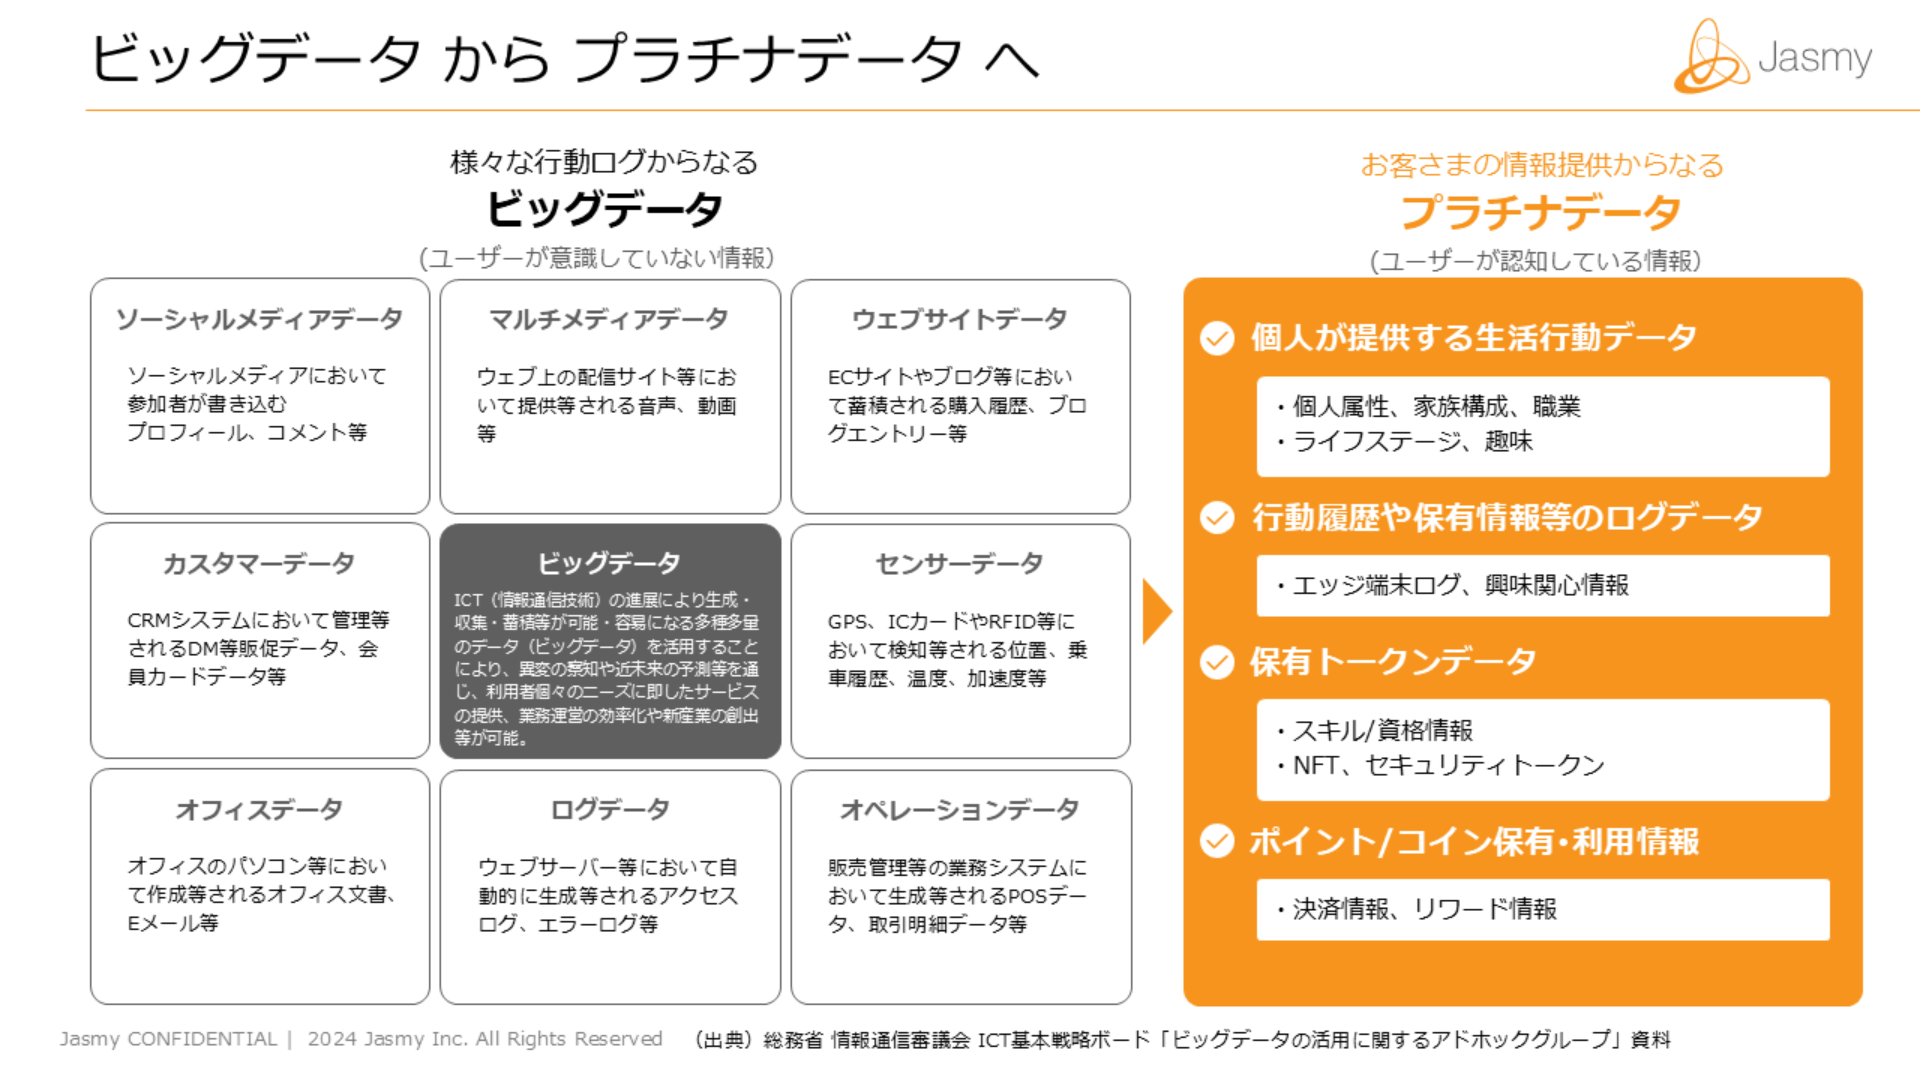 ビッグデータ から プラチナデータ へ
Jasmy
様々な行動ログからなる
ビッグデータ
(ユーザーが意識していない情報)
ソーシャルメディアデータ
ソーシャルメディアにおいて
参加者が書き込む
プロフィール、コメント等
マルチメディアデータ
ウェブ上の配信サイト等にお
いて提供等される音声、動画
等
ウェブサイトデータ
ECサイトやブログ等におい
て蓄積される購入履歴、ブロ
グエントリー等
カスタマーデータ
CRMシステムにおいて管理等
されるDM等販促データ、会
員カードデータ等
ビッグデータ
ICT（情報通信技術）の進展により生成・
収集・蓄積等が可能・容易になる多種多量
のデータ（ビッグデータ）を活用すること
により、異変の察知や近未来の予測等を通
じ、利用者個々のニーズに即したサービス
の提供、業務運営の効率化や新産業の創出
等が可能。
センサーデータ
GPS、ICカードやRFID等に
おいて検知等される位置、乗
車履歴、温度、加速度等
オフィスデータ
オフィスのパソコン等におい
て作成等されるオフィス文書、
Eメール等
ログデータ
ウェブサーバー等において自
動的に生成等されるアクセス
ログ、エラーログ等
オペレーションデータ
販売管理等の業務システムに
おいて生成等されるPOSデー
タ、取引明細データ等
お客さまの情報提供からなる
プラチナデータ
(ユーザーが認知している情報)
個人が提供する生活行動データ
・個人属性、家族構成、職業
・ライフステージ、趣味
行動履歴や保有情報等のログデータ
・エッジ端末ログ、興味関心情報
保有トークンデータ
・スキル/資格情報
・NFT、セキュリティトークン
ポイント/コイン保有・利用情報
・決済情報、リワード情報
Jasmy CONFIDENTIAL | 2024 Jasmy Inc. All Rights Reserved
（出典）総務省 情報通信審議会 ICT基本戦略ボード「ビッグデータの活用に関するアドホックグループ」資料